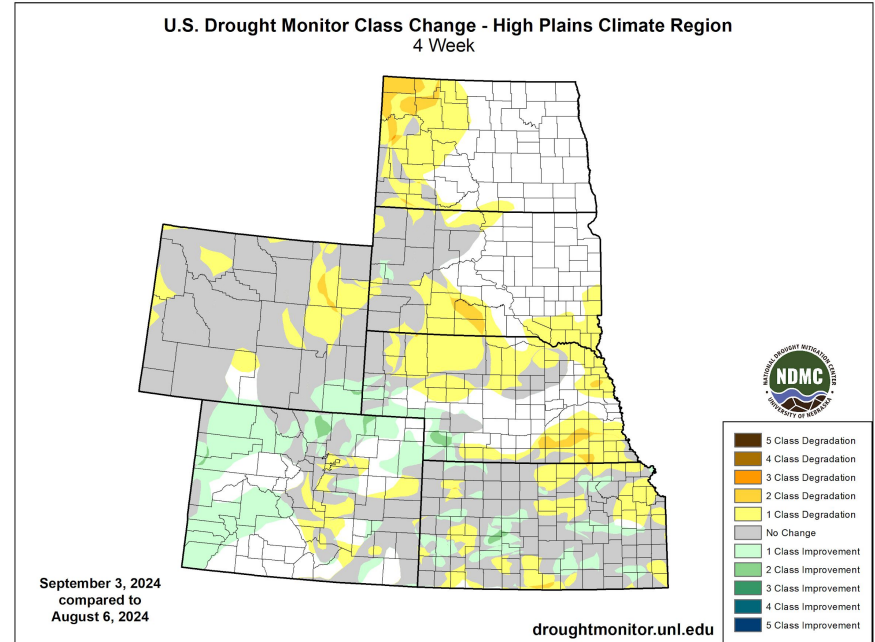 U.S. Drought Monitor Class Change - High Plains Climate Region
4 Week
NATIONAL DROUGHT MITIGATION CENTER
NDMC
UNIVERSITY OF NEBRASKA
5 Class Degradation
4 Class Degradation
3 Class Degradation
2 Class Degradation
1 Class Degradation
No Change
1 Class Improvement
2 Class Improvement
3 Class Improvement
4 Class Improvement
5 Class Improvement
September 3, 2024
compared to
August 6, 2024
droughtmonitor.unl.edu